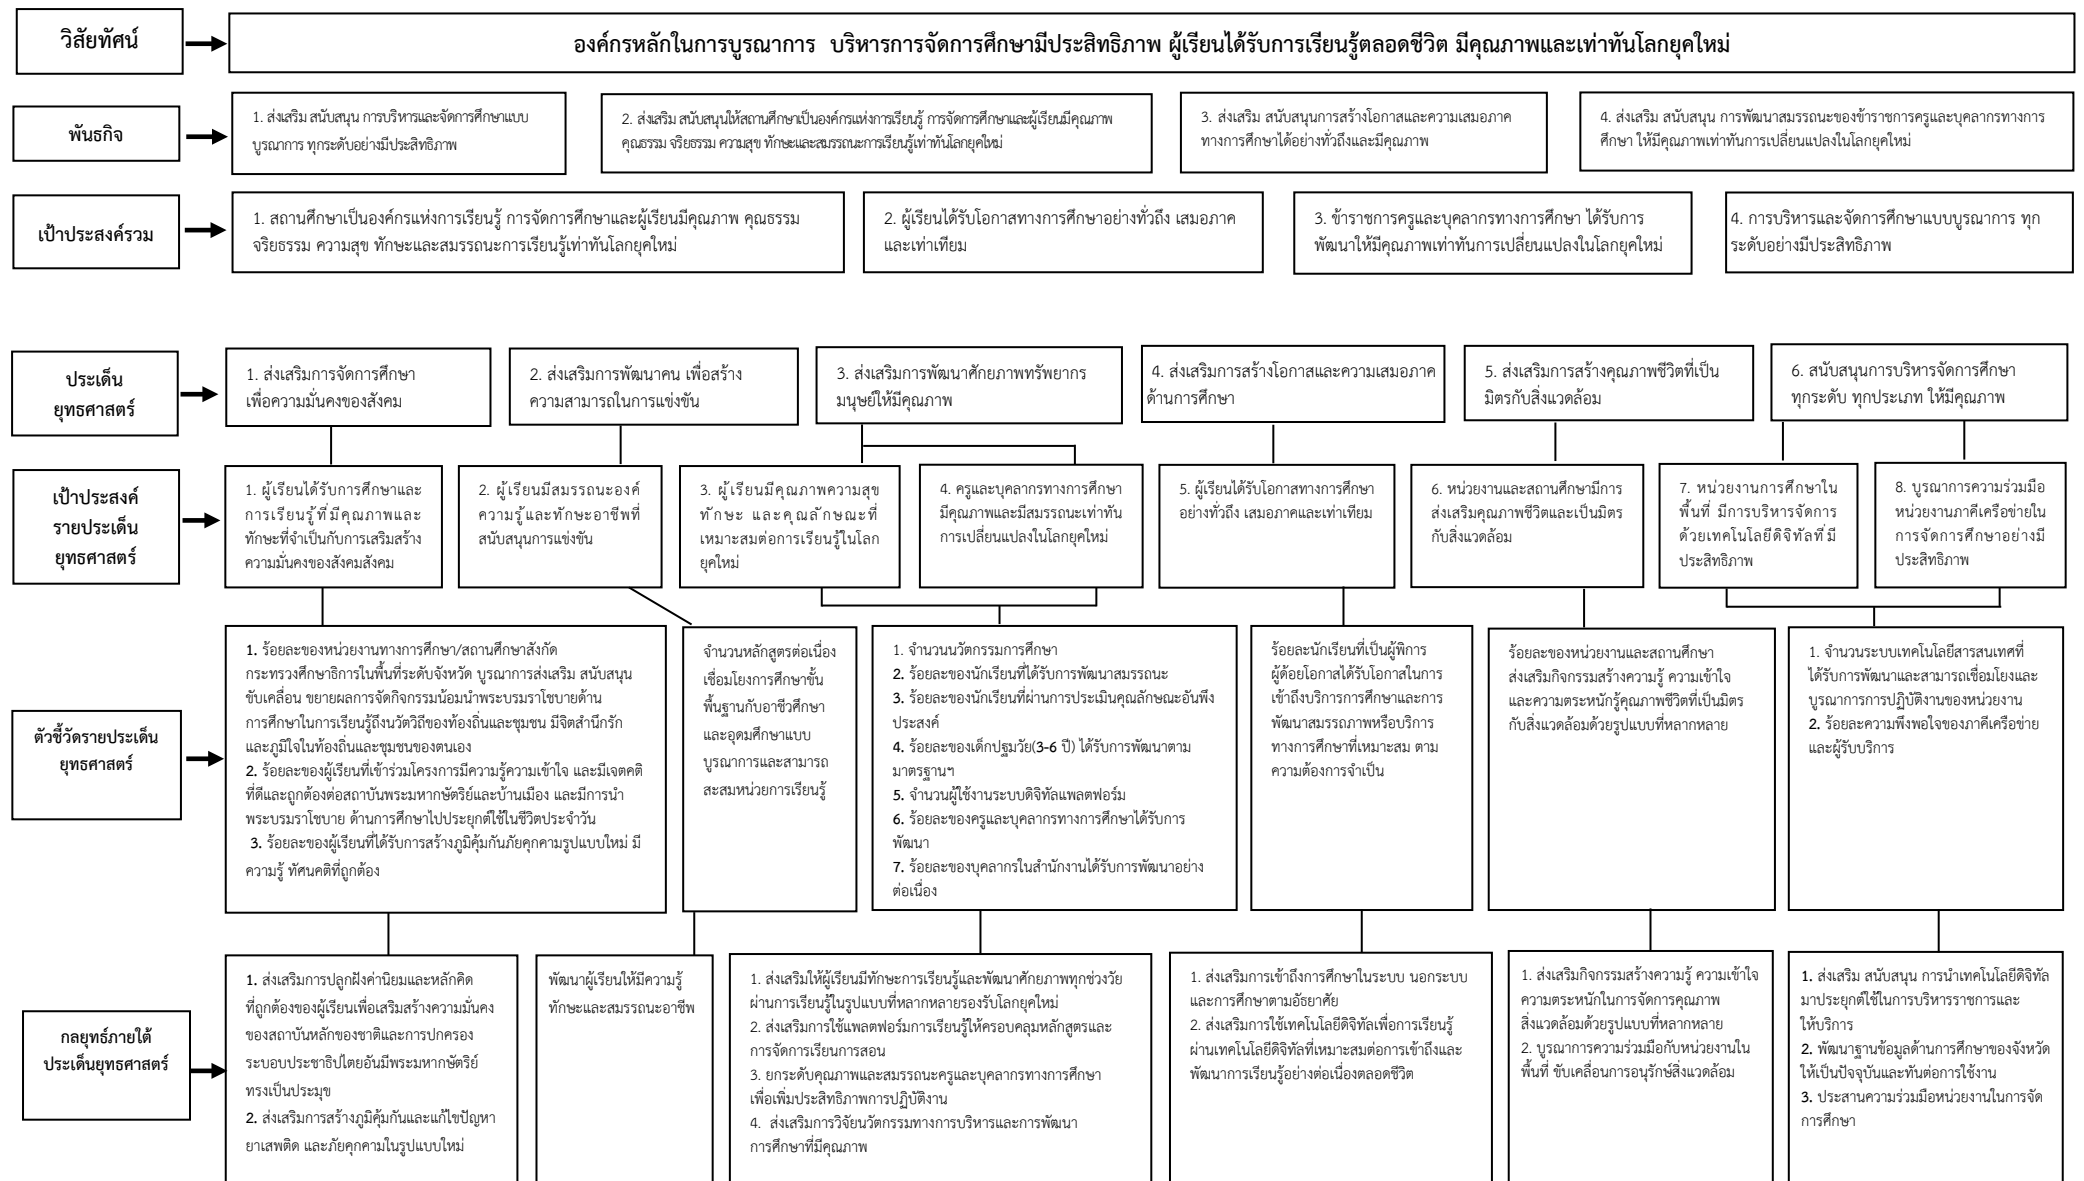 วิสัยทัศน์
องค์กรหลักในการบูรณาการ บริหารการจัดการศึกษามีประสิทธิภาพ ผู้เรียนได้รับการเรียนรู้ตลอดชีวิต มีคุณภาพและเท่าทันโลกยุคใหม่
พันธกิจ
1. ส่งเสริม สนับสนุน การบริหารและจัดการศึกษาแบบ
บูรณาการ ทุกระดับอย่างมีประสิทธิภาพ
2. ส่งเสริม สนับสนุนให้สถานศึกษาเป็นองค์กรแห่งการเรียนรู้ การจัดการศึกษาและผู้เรียนมีคุณภาพ
คุณธรรม จริยธรรม ความสุข ทักษะและสมรรถนะการเรียนรู้เท่าทันโลกยุคใหม่
3. ส่งเสริม สนับสนุนการสร้างโอกาสและความเสมอภาค
ทางการศึกษาได้อย่างทั่วถึงและมีคุณภาพ
4. ส่งเสริม สนับสนุน การพัฒนาสมรรถนะของข้าราชการครูและบุคลากรทางการ
ศึกษา ให้มีคุณภาพเท่าทันการเปลี่ยนแปลงในโลกยุคใหม่
เป้าประสงค์รวม
1. สถานศึกษาเป็นองค์กรแห่งการเรียนรู้ การจัดการศึกษาและผู้เรียนมีคุณภาพ คุณธรรม
จริยธรรม ความสุข ทักษะและสมรรถนะการเรียนรู้เท่าทันโลกยุคใหม่
2. ผู้เรียนได้รับโอกาสทางการศึกษาอย่างทั่วถึง เสมอภาค
และเท่าเทียม
3. ข้าราชการครูและบุคลากรทางการศึกษา ได้รับการ
พัฒนาให้มีคุณภาพเท่าทันการเปลี่ยนแปลงในโลกยุคใหม่
4. การบริหารและจัดการศึกษาแบบบูรณาการ ทุก
ระดับอย่างมีประสิทธิภาพ
ประเด็น
ยุทธศาสตร์
1. ส่งเสริมการจัดการศึกษา
เพื่อความมั่นคงของสังคม
2. ส่งเสริมการพัฒนาคน เพื่อสร้าง
ความสามารถในการแข่งขัน
3. ส่งเสริมการพัฒนาศักยภาพทรัพยากร
มนุษย์ให้มีคุณภาพ
4. ส่งเสริมการสร้างโอกาสและความเสมอภาค
ด้านการศึกษา
5. ส่งเสริมการสร้างคุณภาพชีวิตที่เป็น
มิตรกับสิ่งแวดล้อม
6. สนับสนุนการบริหารจัดการศึกษา
ทุกระดับ ทุกประเภท ให้มีคุณภาพ
เป้าประสงค์
รายประเด็น
ยุทธศาสตร์
1. ผู้เรียนได้รับการศึกษาและ
การเรียนรู้ที่มีคุณภาพและ
ทักษะที่จำเป็นกับการเสริมสร้าง
ความมั่นคงของสังคมสังคม
2. ผู้เรียนมีสมรรถนะองค์
ความรู้และทักษะอาชีพที่
สนับสนุนการแข่งขัน
3. ผู้เรียนมีคุณภาพความสุข
ทักษะ และคุณลักษณะที่
เหมาะสมต่อการเรียนรู้ในโลก
ยุคใหม่
4. ครูและบุคลากรทางการศึกษา
มีคุณภาพและมีสมรรถนะเท่าทัน
การเปลี่ยนแปลงในโลกยุคใหม่
5. ผู้เรียนได้รับโอกาสทางการศึกษา
อย่างทั่วถึง เสมอภาคและเท่าเทียม
6. หน่วยงานและสถานศึกษามีการ
ส่งเสริมคุณภาพชีวิตและเป็นมิตร
กับสิ่งแวดล้อม
7. หน่วยงานการศึกษาใน
พื้นที่ มีการบริหารจัดการ
ด้วยเทคโนโลยีดิจิทัลที่มี
ประสิทธิภาพ
8. บูรณาการความร่วมมือ
หน่วยงานภาคีเครือข่ายใน
การจัดการศึกษาอย่างมี
ประสิทธิภาพ
ตัวชี้วัดรายประเด็น
ยุทธศาสตร์
1. ร้อยละของหน่วยงานทางการศึกษา/สถานศึกษาสังกัด
กระทรวงศึกษาธิการในพื้นที่ระดับจังหวัด บูรณาการส่งเสริม สนับสนุน
ขับเคลื่อน ขยายผลการจัดกิจกรรมน้อมนำพระบรมราโชบายด้าน
การศึกษาในการเรียนรู้ถึงนวัตวิถีของท้องถิ่นและชุมชน มีจิตสำนึกรัก
และภูมิใจในท้องถิ่นและชุมชนของตนเอง
2. ร้อยละของผู้เรียนที่เข้าร่วมโครงการมีความรู้ความเข้าใจ และมีเจตคติ
ที่ดีและถูกต้องต่อสถาบันพระมหากษัตริย์และบ้านเมือง และมีการนำ
พระบรมราโชบาย ด้านการศึกษาไปประยุกต์ใช้ในชีวิตประจำวัน
3. ร้อยละของผู้เรียนที่ได้รับการสร้างภูมิคุ้มกันภัยคุกคามรูปแบบใหม่ มี
ความรู้ ทัศนคติที่ถูกต้อง
จำนวนหลักสูตรต่อเนื่อง
เชื่อมโยงการศึกษาขั้น
พื้นฐานกับอาชีวศึกษา
และอุดมศึกษาแบบ
บูรณาการและสามารถ
สะสมหน่วยการเรียนรู้
1. จำนวนนวัตกรรมการศึกษา
2. ร้อยละของนักเรียนที่ได้รับการพัฒนาสมรรถนะ
3. ร้อยละของนักเรียนที่ผ่านการประเมินคุณลักษณะอันพึง
ประสงค์
4. ร้อยละของเด็กปฐมวัย(3-6 ปี) ได้รับการพัฒนาตาม
มาตรฐานฯ
5. จำนวนผู้ใช้งานระบบดิจิทัลแพลตฟอร์ม
6. ร้อยละของครูและบุคลากรทางการศึกษาได้รับการ
พัฒนา
7. ร้อยละของบุคลากรในสำนักงานได้รับการพัฒนาอย่าง
ต่อเนื่อง
ร้อยละนักเรียนที่เป็นผู้พิการ
ผู้ด้อยโอกาสได้รับโอกาสในการ
เข้าถึงบริการการศึกษาและการ
พัฒนาสมรรถภาพหรือบริการ
ทางการศึกษาที่เหมาะสม ตาม
ความต้องการจำเป็น
ร้อยละของหน่วยงานและสถานศึกษา
ส่งเสริมกิจกรรมสร้างความรู้ ความเข้าใจ
และความตระหนักรู้คุณภาพชีวิตที่เป็นมิตร
กับสิ่งแวดล้อมด้วยรูปแบบที่หลากหลาย
1. จำนวนระบบเทคโนโลยีสารสนเทศที่
ได้รับการพัฒนาและสามารถเชื่อมโยงและ
บูรณาการการปฏิบัติงานของหน่วยงาน
2. ร้อยละความพึงพอใจของภาคีเครือข่าย
และผู้รับบริการ
กลยุทธ์ภายใต้
ประเด็นยุทธศาสตร์
1. ส่งเสริมการปลูกฝังค่านิยมและหลักคิด
ที่ถูกต้องของผู้เรียนเพื่อเสริมสร้างความมั่นคง
ของสถาบันหลักของชาติและการปกครอง
ระบอบประชาธิปไตยอันมีพระมหากษัตริย์
ทรงเป็นประมุข
2. ส่งเสริมการสร้างภูมิคุ้มกันและแก้ไขปัญหา
ยาเสพติด และภัยคุกคามในรูปแบบใหม่
พัฒนาผู้เรียนให้มีความรู้
ทักษะและสมรรถนะอาชีพ
1. ส่งเสริมให้ผู้เรียนมีทักษะการเรียนรู้และพัฒนาศักยภาพทุกช่วงวัย
ผ่านการเรียนรู้ในรูปแบบที่หลากหลายรองรับโลกยุคใหม่
2. ส่งเสริมการใช้แพลตฟอร์มการเรียนรู้ให้ครอบคลุมหลักสูตรและ
การจัดการเรียนการสอน
3. ยกระดับคุณภาพและสมรรถนะครูและบุคลากรทางการศึกษา
เพื่อเพิ่มประสิทธิภาพการปฏิบัติงาน
4. ส่งเสริมการวิจัยนวัตกรรมทางการบริหารและการพัฒนา
การศึกษาที่มีคุณภาพ
1. ส่งเสริมการเข้าถึงการศึกษาในระบบ นอกระบบ
และการศึกษาตามอัธยาศัย
2. ส่งเสริมการใช้เทคโนโลยีดิจิทัลเพื่อการเรียนรู้
ผ่านเทคโนโลยีดิจิทัลที่เหมาะสมต่อการเข้าถึงและ
พัฒนาการเรียนรู้อย่างต่อเนื่องตลอดชีวิต
1. ส่งเสริมกิจกรรมสร้างความรู้ ความเข้าใจ
ความตระหนักในการจัดการคุณภาพ
สิ่งแวดล้อมด้วยรูปแบบที่หลากหลาย
2. บูรณาการความร่วมมือกับหน่วยงานใน
พื้นที่ ขับเคลื่อนการอนุรักษ์สิ่งแวดล้อม
1. ส่งเสริม สนับสนุน การนำเทคโนโลยีดิจิทัล
มาประยุกต์ใช้ในการบริหารราชการและ
ให้บริการ
2. พัฒนาฐานข้อมูลด้านการศึกษาของจังหวัด
ให้เป็นปัจจุบันและทันต่อการใช้งาน
3. ประสานความร่วมมือหน่วยงานในการจัด
การศึกษา